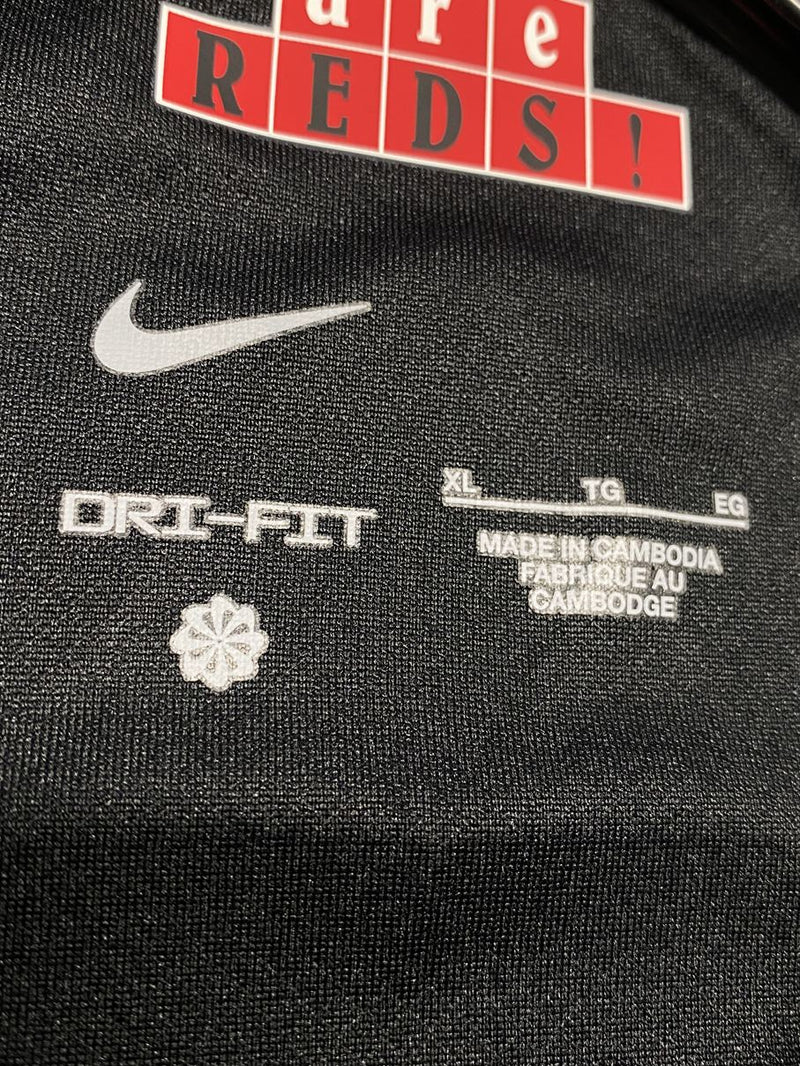 are
REDS!
DRI-FIT
XL TG EG
MADE IN CAMBODIA
FABRIQUE AU
CAMBODGE